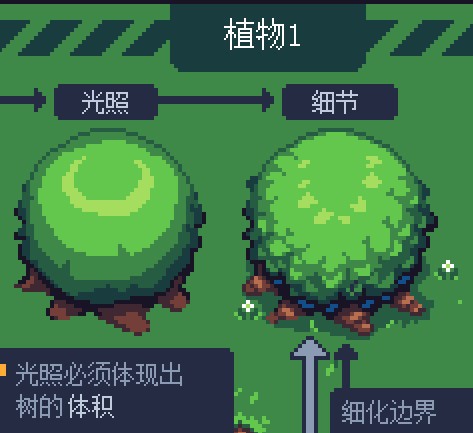 植物1
光照
细节
光照必须体现出
树的体积
细化边界